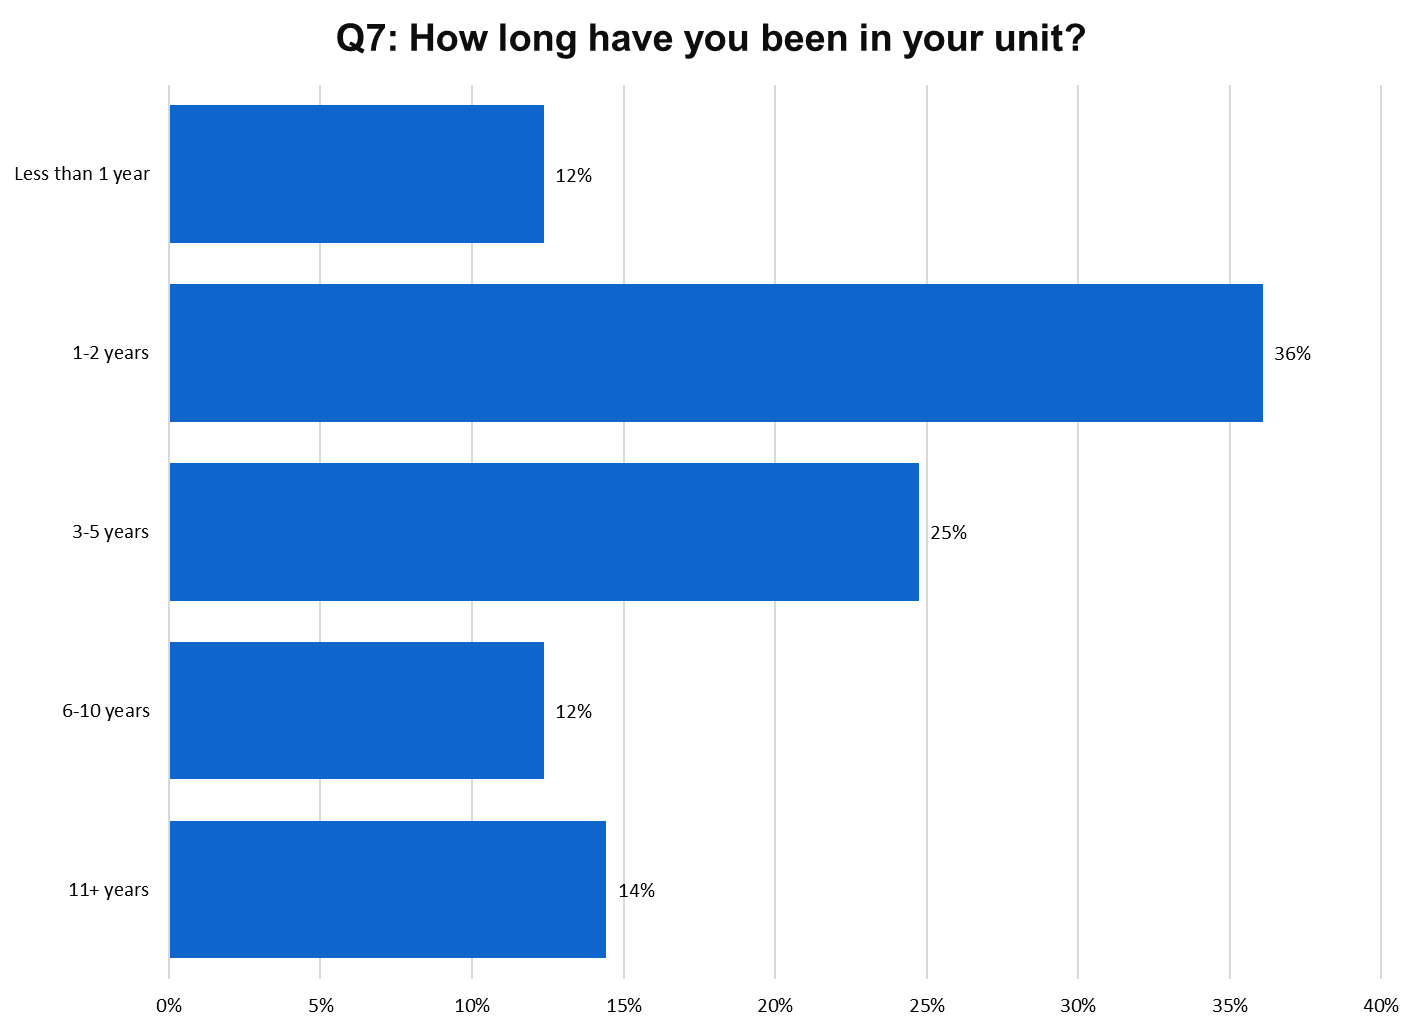 Q7: How long have you been in your unit?
Less than 1 year
12%
1-2 years
36%
3-5 years
25%
6-10 years
12%
11+ years
14%
0% 5% 10% 15% 20% 25% 30% 35% 40%